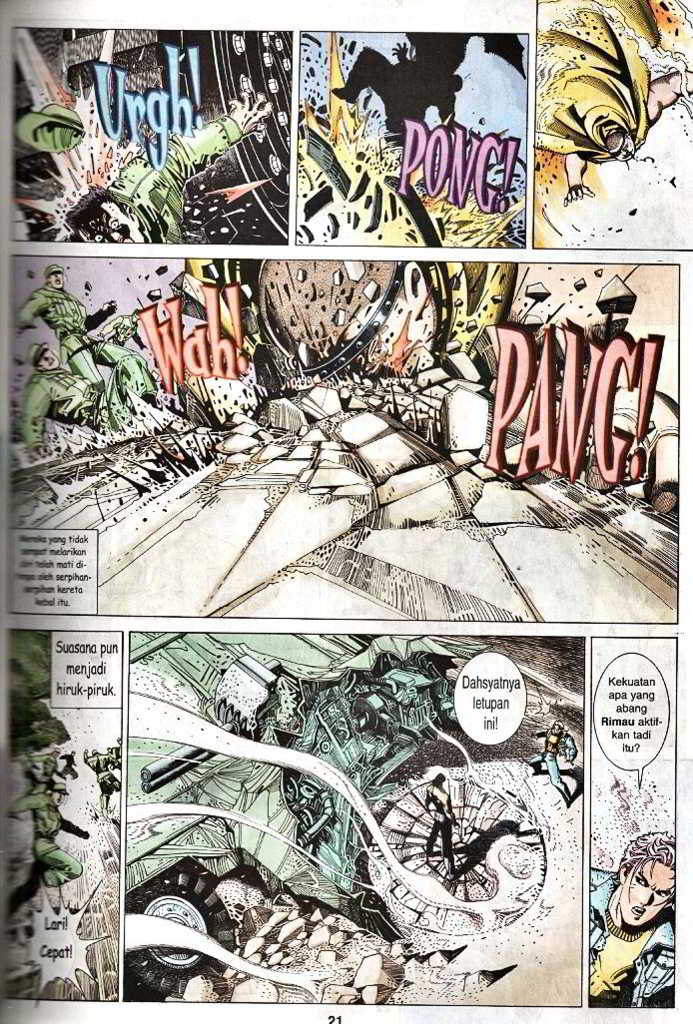 Urgh!
PONG!
Wah!
PANG!
Mereka yang tidak
sempat melarikan
diri telah mati di-
oleh serpihan-
serpihan kereta
kebal itu.
Suasana pun
menjadi
hiruk-piruk.
Lari!
Cepat!
Dahsyatnya
letupan
ini!
Kekuatan
apa yang
abang
Rimau aktif-
kan tadi
itu?
21